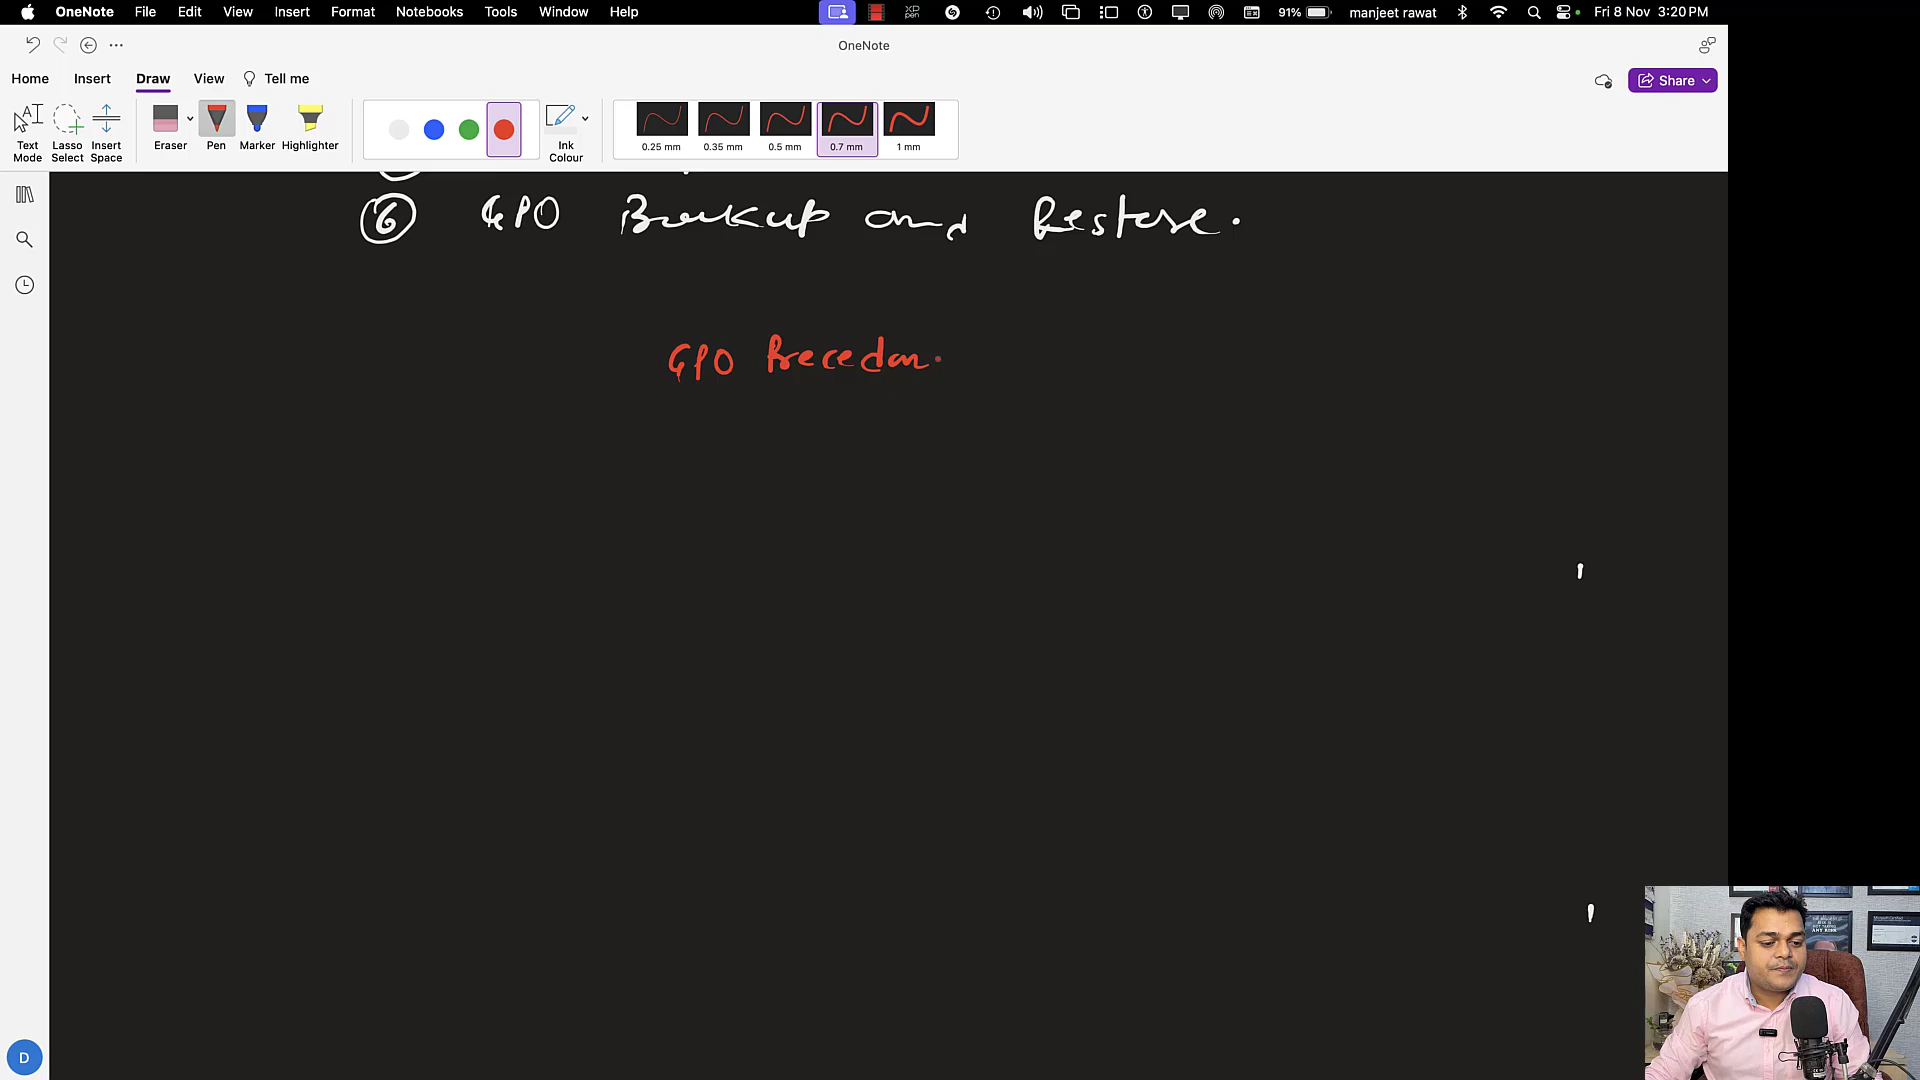 OneNote File Edit View Insert Format Notebooks Tools Window Help 91% manjeet rawat Fri 8 Nov 3:20 PM
OneNote
Home Insert Draw View Tell me Share
Text Mode Lasso Select Insert Space Eraser Pen Marker Highlighter Ink Colour 0.25 mm 0.35 mm 0.5 mm 0.7 mm 1 mm
6 GPO Backup and Restore.
GPO Precedan
D